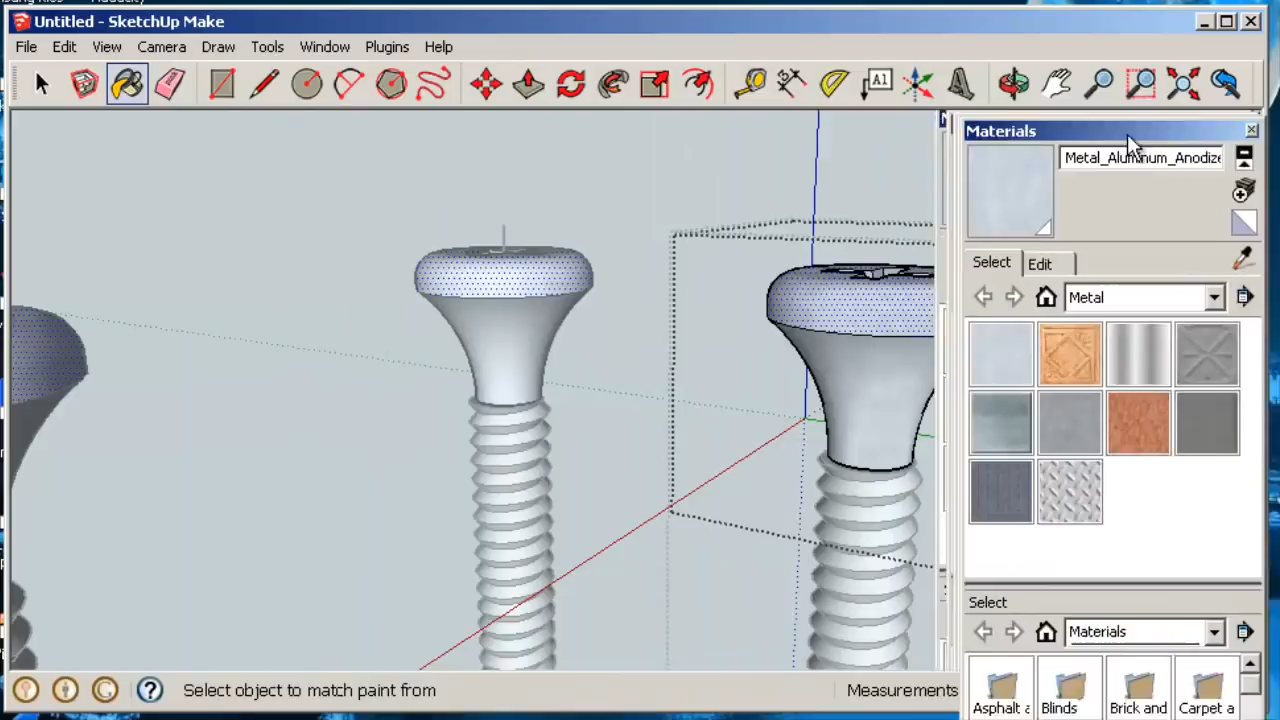 Untitled - SketchUp Make
File Edit View Camera Draw Tools Window Plugins Help
A1
Materials
Metal_Aluminum_Anodize
Select Edit
Metal
Select
Materials
Asphalt a Blinds Brick and Carpet a
Select object to match paint from
Measurements